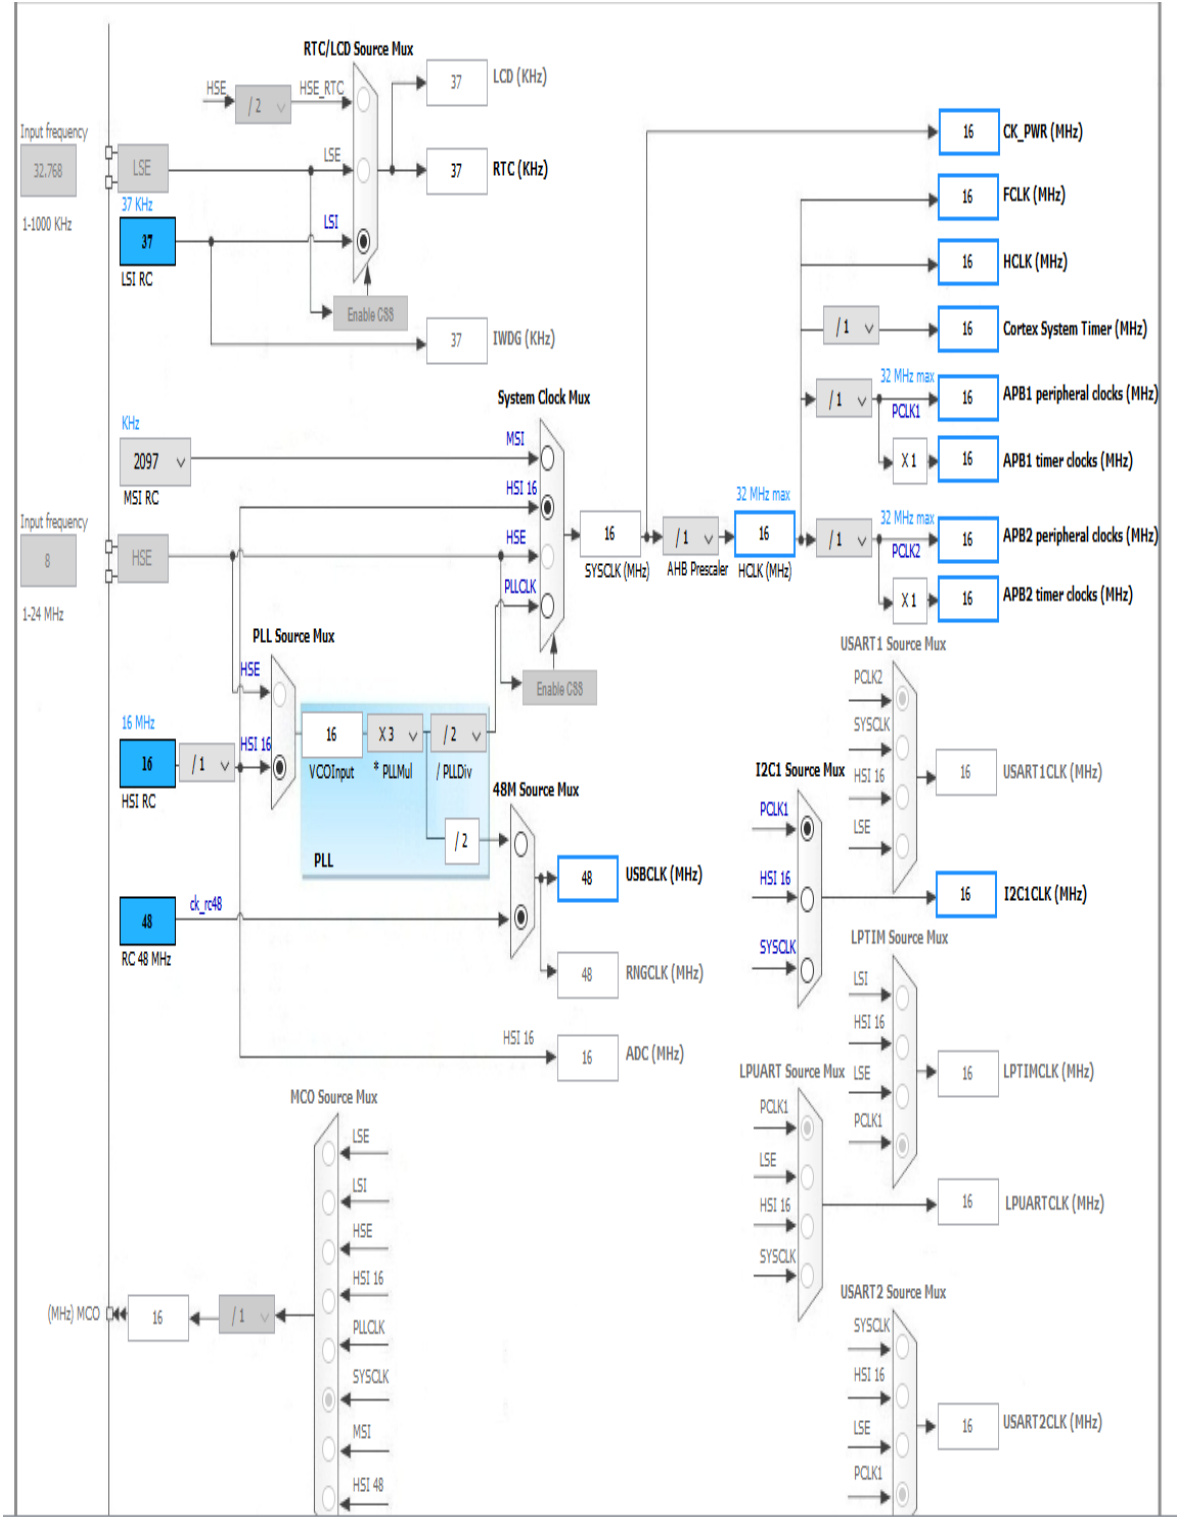 RTC/LCD Source Mux
HSE
/ 2
HSE_RTC
37
LCD (KHz)
Input frequency
32.768
1-1000 KHz
LSE
LSE
37
RTC (KHz)
37 KHz
37
LSI RC
LSI
Enable CSS
37
IWDG (KHz)
16
CK_PWR (MHz)
16
FCLK (MHz)
16
HCLK (MHz)
/ 1
16
Cortex System Timer (MHz)
/ 1
32 MHz max
PCLK1
16
APB1 peripheral clocks (MHz)
X 1
16
APB1 timer clocks (MHz)
System Clock Mux
KHz
2097
MSI RC
MSI
HSI 16
HSE
PLLCLK
Input frequency
8
1-24 MHz
HSE
16
SYSCLK (MHz)
/ 1
AHB Prescaler
32 MHz max
16
HCLK (MHz)
/ 1
32 MHz max
PCLK2
16
APB2 peripheral clocks (MHz)
X 1
16
APB2 timer clocks (MHz)
Enable CSS
PLL Source Mux
HSE
HSI 16
16 MHz
16
HSI RC
/ 1
16
VCOInput
X 3
* PLLMul
/ 2
/ PLLDiv
/ 2
PLL
48M Source Mux
48
RC 48 MHz
ck_rc48
48
USBCLK (MHz)
48
RNGCLK (MHz)
HSI 16
16
ADC (MHz)
USART1 Source Mux
PCLK2
SYSCLK
HSI 16
LSE
16
USART1CLK (MHz)
I2C1 Source Mux
PCLK1
HSI 16
SYSCLK
16
I2C1CLK (MHz)
LPTIM Source Mux
LSI
HSI 16
LSE
PCLK1
16
LPTIMCLK (MHz)
LPUART Source Mux
PCLK1
LSE
HSI 16
SYSCLK
16
LPUARTCLK (MHz)
MCO Source Mux
LSE
LSI
HSE
HSI 16
PLLCLK
SYSCLK
MSI
HSI 48
(MHz) MCO
16
/ 1
USART2 Source Mux
SYSCLK
HSI 16
LSE
PCLK1
16
USART2CLK (MHz)